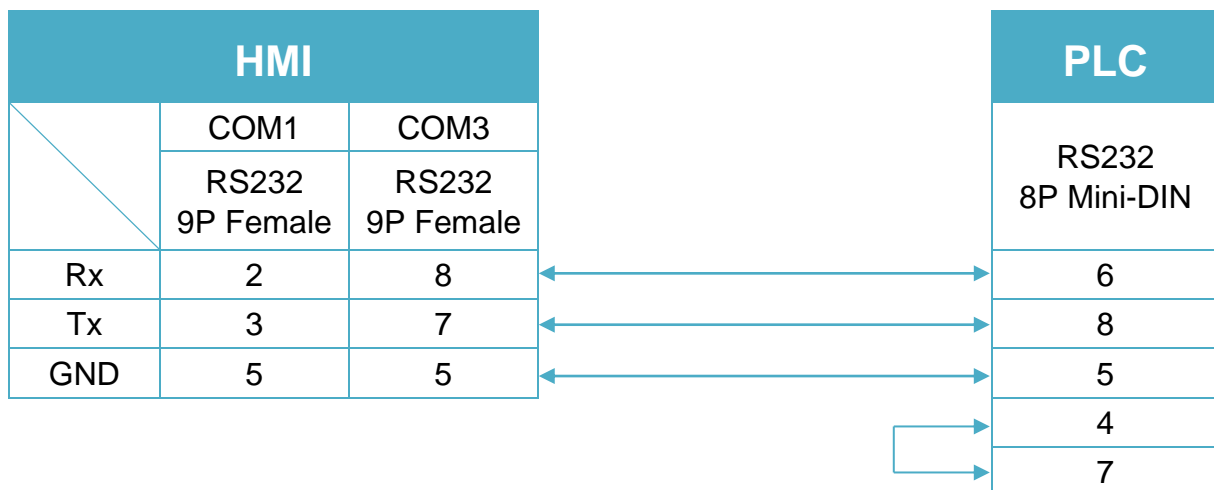 HMI PLC
COM1 COM3
RS232 RS232 RS232
9P Female 9P Female 8P Mini-DIN
Rx 2 8 6
Tx 3 7 8
GND 5 5 5
4
7